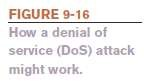 FIGURE 9-16
How a denial of
service (DoS) attack
might work.